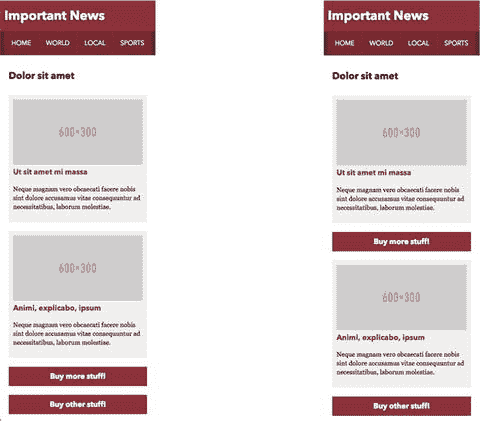 Important News
HOME WORLD LOCAL SPORTS
Dolor sit amet
600×300
Ut sit amet mi massa
Neque magnam vero obcaecati facere nobis
sint dolore accusamus vitae consequuntur ad
necessitatibus, laborum molestiae.
600×300
Animi, explicabo, ipsum
Neque magnam vero obcaecati facere nobis
sint dolore accusamus vitae consequuntur ad
necessitatibus, laborum molestiae.
Buy more stuff!
Buy other stuff!
Important News
HOME WORLD LOCAL SPORTS
Dolor sit amet
600×300
Ut sit amet mi massa
Neque magnam vero obcaecati facere nobis
sint dolore accusamus vitae consequuntur ad
necessitatibus, laborum molestiae.
Buy more stuff!
600×300
Animi, explicabo, ipsum
Neque magnam vero obcaecati facere nobis
sint dolore accusamus vitae consequuntur ad
necessitatibus, laborum molestiae.
Buy other stuff!